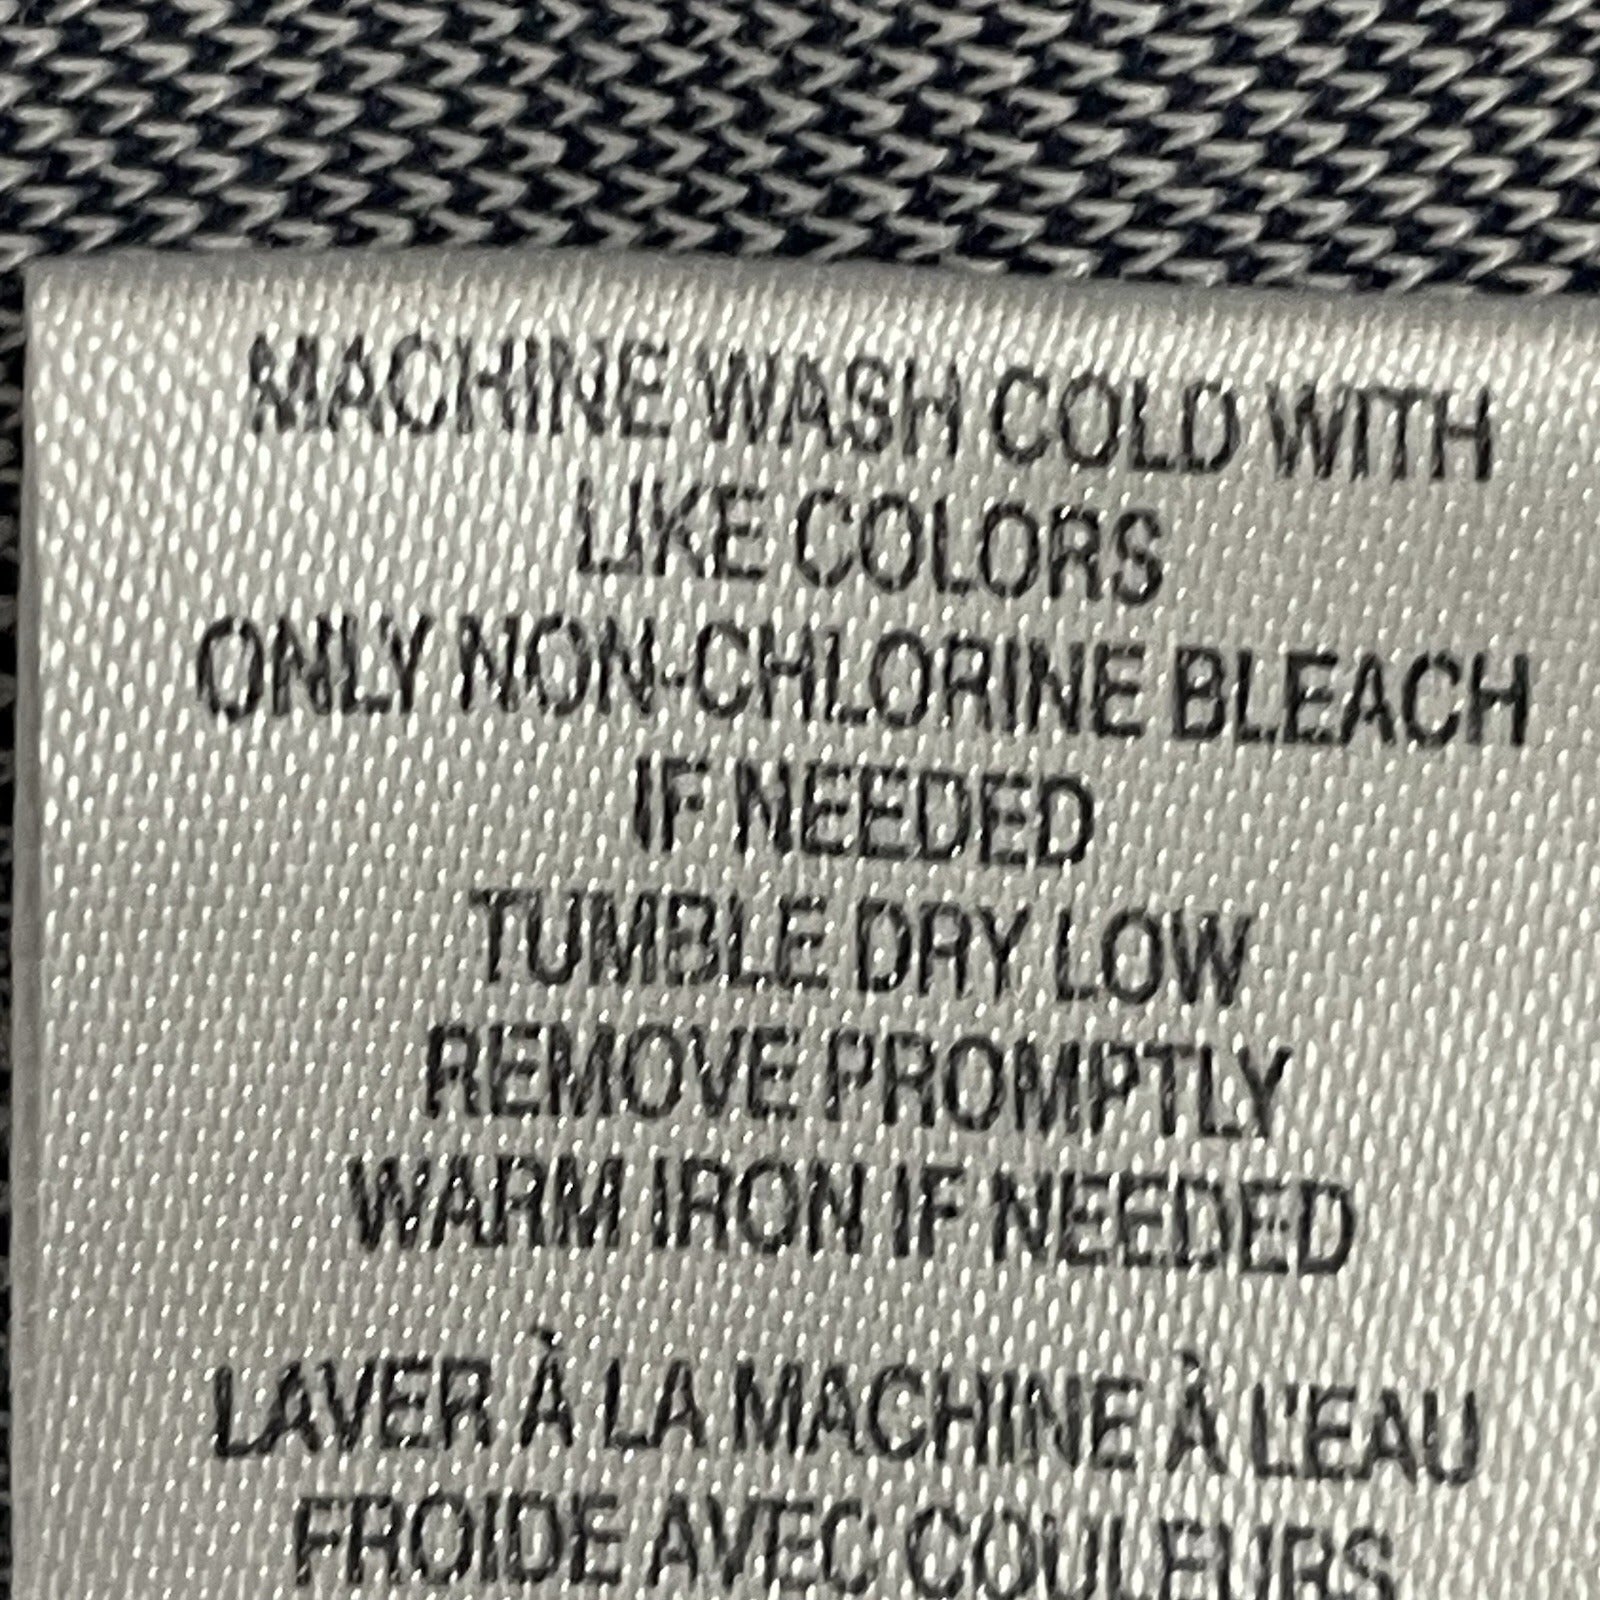 MACHINE WASH COLD WITH
LIKE COLORS
ONLY NON-CHLORINE BLEACH
IF NEEDED
TUMBLE DRY LOW
REMOVE PROMPTLY
WARM IRON IF NEEDED
LAVER À LA MACHINE À L'EAU
FROIDE AVEC COULEURS